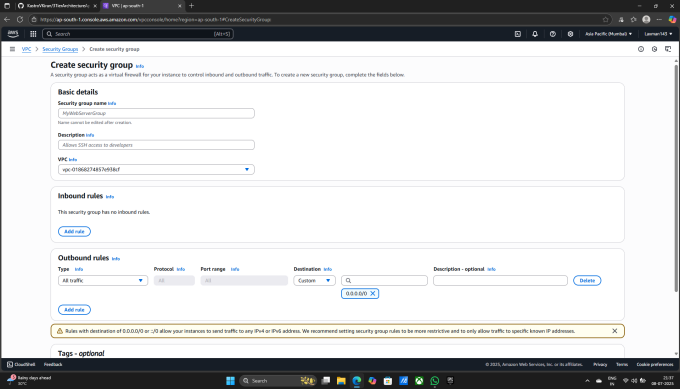 KastroVKiran/3TierArchitecture/a
VPC | ap-south-1
https://ap-south-1.console.aws.amazon.com/vpcconsole/home?region=ap-south-1#CreateSecurityGroup:
aws
Search [Alt+S]
Asia Pacific (Mumbai)
Laxman143
VPC > Security Groups > Create security group
Create security group Info
A security group acts as a virtual firewall for your instance to control inbound and outbound traffic. To create a new security group, complete the fields below.
Basic details
Security group name Info
MyWebServerGroup
Name cannot be edited after creation.
Description Info
Allows SSH access to developers
VPC Info
vpc-01868274857e938cf
Inbound rules Info
This security group has no inbound rules.
Add rule
Outbound rules Info
Type Info Protocol Info Port range Info Destination Info Description - optional Info
All traffic All All Custom Delete
0.0.0.0/0
Add rule
Rules with destination of 0.0.0.0/0 or ::/0 allow your instances to send traffic to any IPv4 or IPv6 address. We recommend setting security group rules to be more restrictive and to only allow traffic to specific known IP addresses.
Tags - optional
CloudShell Feedback © 2025, Amazon Web Services, Inc. or its affiliates. Privacy Terms Cookie preferences
Rainy days ahead
30°C
Search
ENG
IN
21:37
08-07-2025